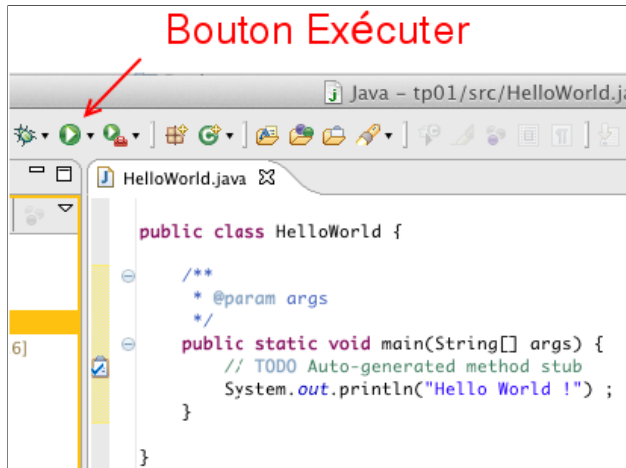 Bouton Exécuter
Java - tp01/src/HelloWorld.ja
HelloWorld.java
public class HelloWorld {
/**
* @param args
*/
6]
public static void main(String[] args) {
// TODO Auto-generated method stub
System.out.println("Hello World !") ;
}
}